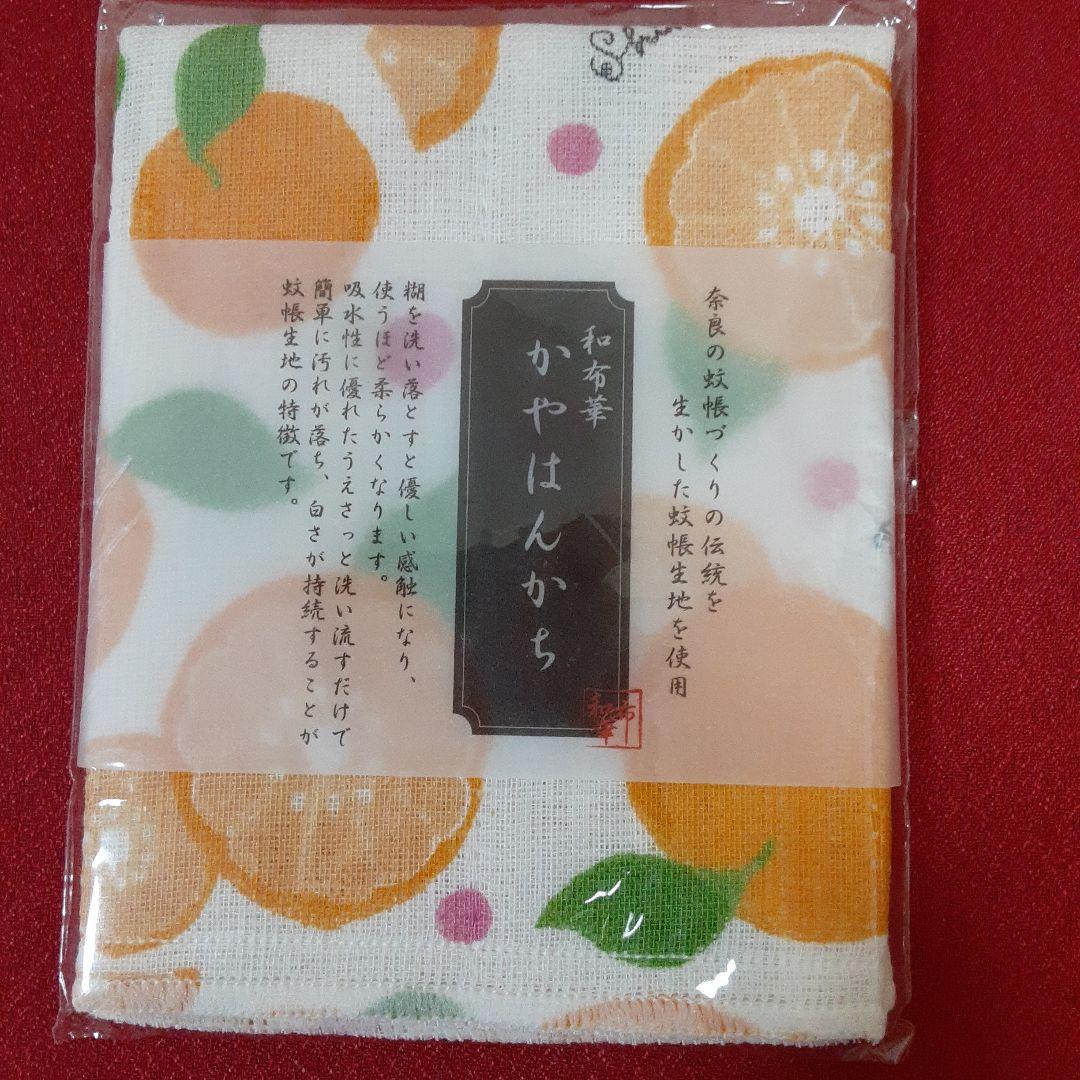 奈良の蚊帳づくりの伝統を
生かした蚊帳生地を使用
和布華
かやはんかち
和布華
糊を洗い落とすと優しい感触になり、
使うほど柔らかくなります。
吸水性に優れたうえさっと洗い流すだけで
簡単に汚れが落ち、白さが持続することが
蚊帳生地の特徴です。